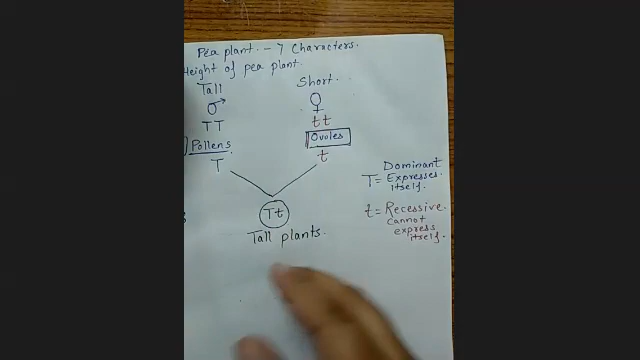 Pea plant - 7 Characters.
Height of pea plant.
Tall
Short.
♂
♀
TT
tt
Pollens
Ovules
T
t
Tt
Tall plants.
T = Dominant
Expresses
itself.
t = Recessive.
cannot
express
itself.